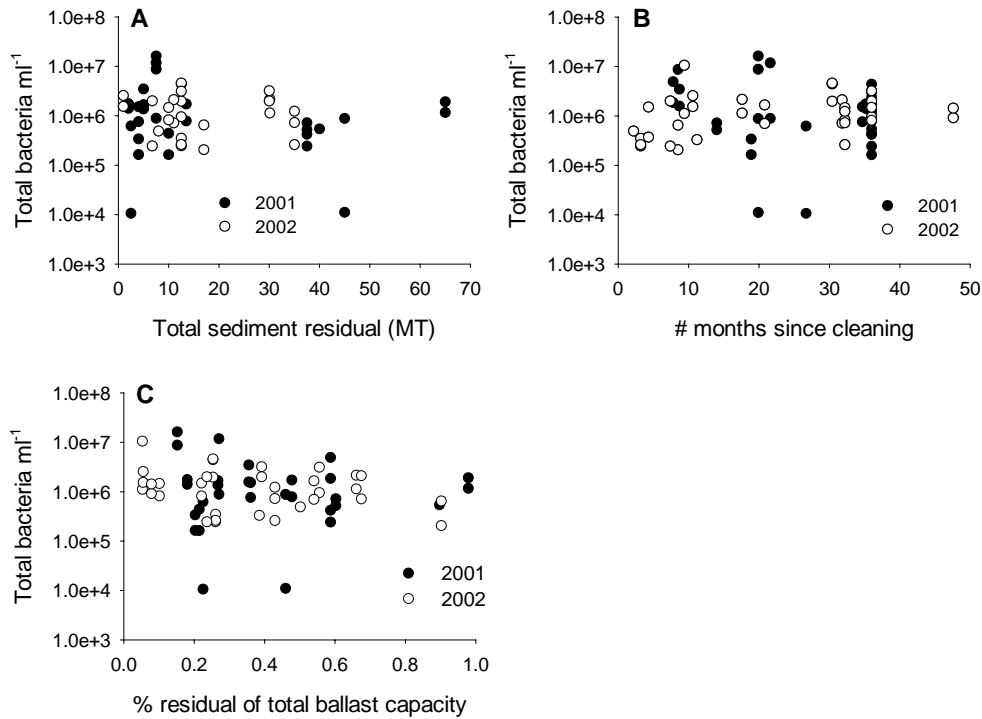 A
Total bacteria ml-1
1.0e+8
1.0e+7
1.0e+6
1.0e+5
1.0e+4
1.0e+3
2001
2002
0 10 20 30 40 50 60 70
Total sediment residual (MT)
B
Total bacteria ml-1
1.0e+8
1.0e+7
1.0e+6
1.0e+5
1.0e+4
1.0e+3
2001
2002
0 10 20 30 40 50
# months since cleaning
C
Total bacteria ml-1
1.0e+8
1.0e+7
1.0e+6
1.0e+5
1.0e+4
1.0e+3
2001
2002
0.0 0.2 0.4 0.6 0.8 1.0
% residual of total ballast capacity